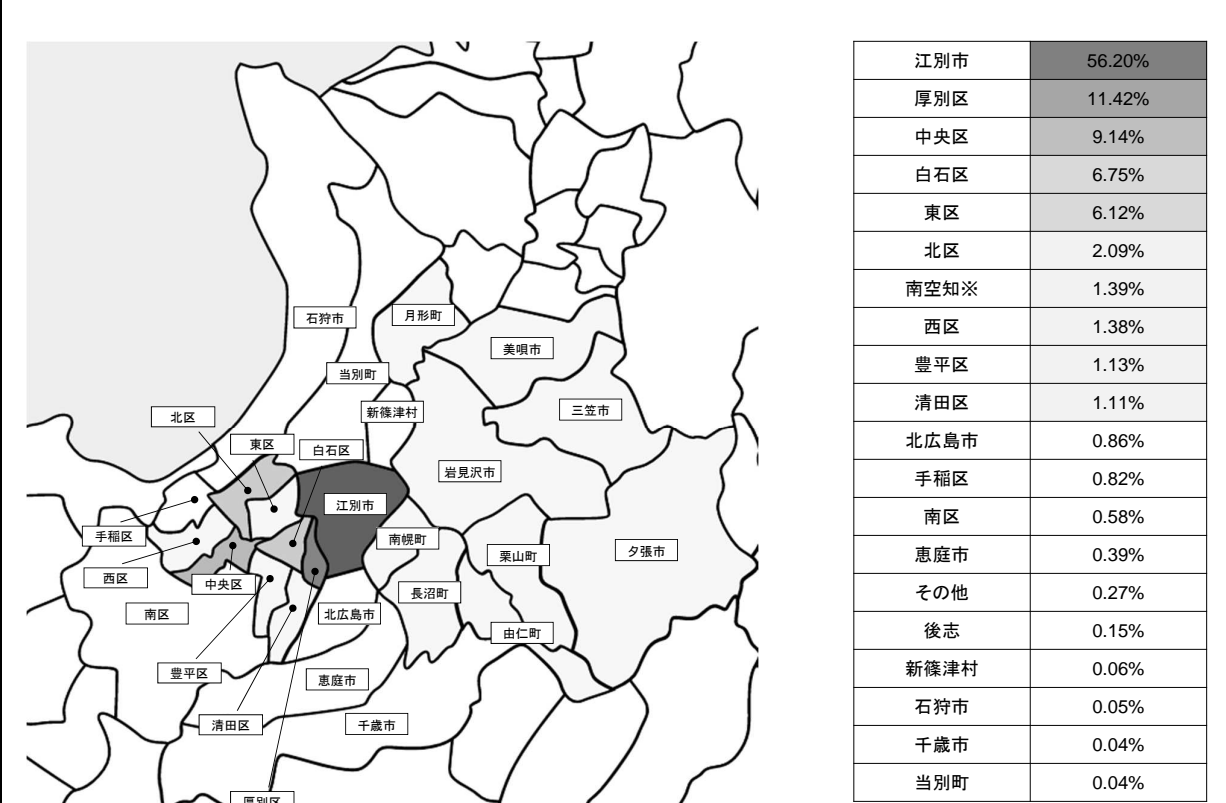 石狩市
月形町
美唄市
当別町
新篠津村
三笠市
北区
東区
白石区
岩見沢市
江別市
手稲区
南幌町
栗山町
夕張市
西区
中央区
長沼町
南区
北広島市
由仁町
豊平区
恵庭市
清田区
千歳市
厚別区
江別市 56.20%
厚別区 11.42%
中央区 9.14%
白石区 6.75%
東区 6.12%
北区 2.09%
南空知※ 1.39%
西区 1.38%
豊平区 1.13%
清田区 1.11%
北広島市 0.86%
手稲区 0.82%
南区 0.58%
恵庭市 0.39%
その他 0.27%
後志 0.15%
新篠津村 0.06%
石狩市 0.05%
千歳市 0.04%
当別町 0.04%